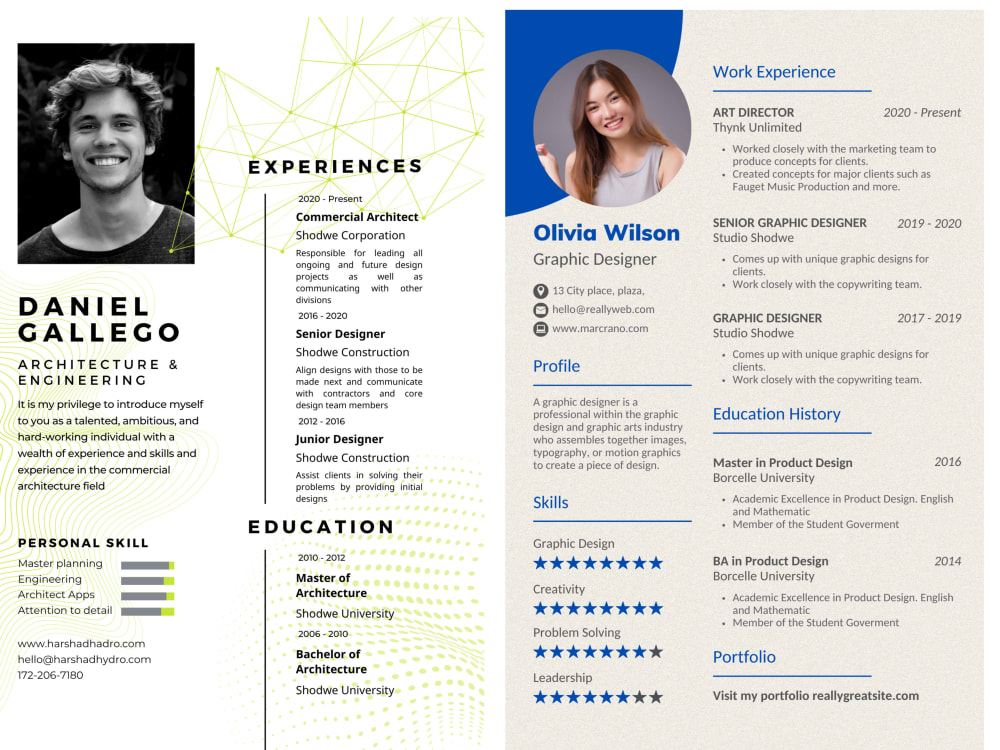 DANIEL
GALLEGO
ARCHITECTURE &
ENGINEERING
It is my privilege to introduce myself
to you as a talented, ambitious, and
hard-working individual with a
wealth of experience and skills and
experience in the commercial
architecture field
PERSONAL SKILL
Master planning
Engineering
Architect Apps
Attention to detail
www.harshadhadro.com
hello@harshadhydro.com
172-206-7180
EXPERIENCES
2020 - Present
Commercial Architect
Shodwe Corporation
Responsible for leading all
ongoing and future design
projects as well as
communicating with other
divisions
2016 - 2020
Senior Designer
Shodwe Construction
Align designs with those to be
made next and communicate
with contractors and core
design team members
2012 - 2016
Junior Designer
Shodwe Construction
Assist clients in solving their
problems by providing initial
designs
EDUCATION
2010 - 2012
Master of
Architecture
Shodwe University
2006 - 2010
Bachelor of
Architecture
Shodwe University
Olivia Wilson
Graphic Designer
13 City place, plaza,
hello@reallyweb.com
www.marcrano.com
Profile
A graphic designer is a
professional within the graphic
design and graphic arts industry
who assembles together images,
typography, or motion graphics
to create a piece of design.
Skills
Graphic Design
Creativity
Problem Solving
Leadership
Work Experience
ART DIRECTOR 2020 - Present
Thynk Unlimited
• Worked closely with the marketing team to
produce concepts for clients.
• Created concepts for major clients such as
Fauget Music Production and more.
SENIOR GRAPHIC DESIGNER 2019 - 2020
Studio Shodwe
• Comes up with unique graphic designs for
clients.
• Work closely with the copywriting team.
GRAPHIC DESIGNER 2017 - 2019
Studio Shodwe
• Comes up with unique graphic designs for
clients.
• Work closely with the copywriting team.
Education History
Master in Product Design 2016
Borcelle University
• Academic Excellence in Product Design. English
and Mathematic
• Member of the Student Goverment
BA in Product Design 2014
Borcelle University
• Academic Excellence in Product Design. English
and Mathematic
• Member of the Student Goverment
Portfolio
Visit my portfolio reallygreatsite.com